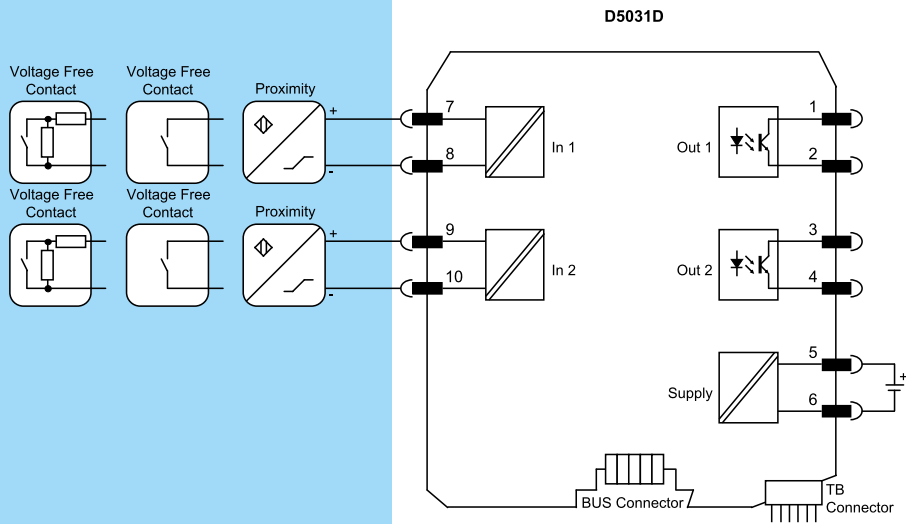 D5031D
Voltage Free
Contact
Voltage Free
Contact
Proximity
+
-
7
8
In 1
Out 1
1
2
Voltage Free
Contact
Voltage Free
Contact
Proximity
+
-
9
10
In 2
Out 2
3
4
Supply
5
6
+
BUS Connector
TB
Connector